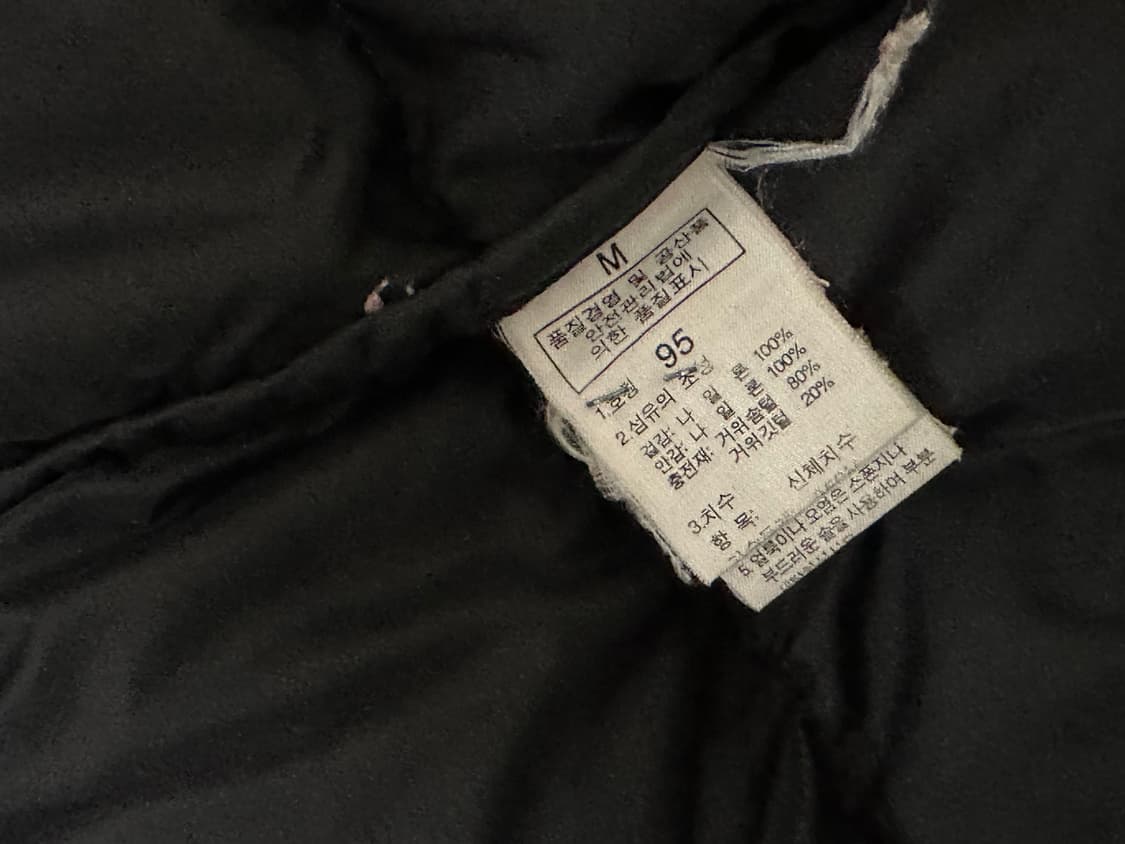 M
품질경영 및 공산품
안전관리법에
의한 품질표시
95
1.호칭
2.섬유의 조성
겉감: 나일론 100%
안감: 나일론 100%
충전재: 거위솜털 80%
거위깃털 20%
3.치수
항 목: 신체치수
5. 얼룩이나 오염은 스폰지나
부드러운 솔을 사용하여 부분